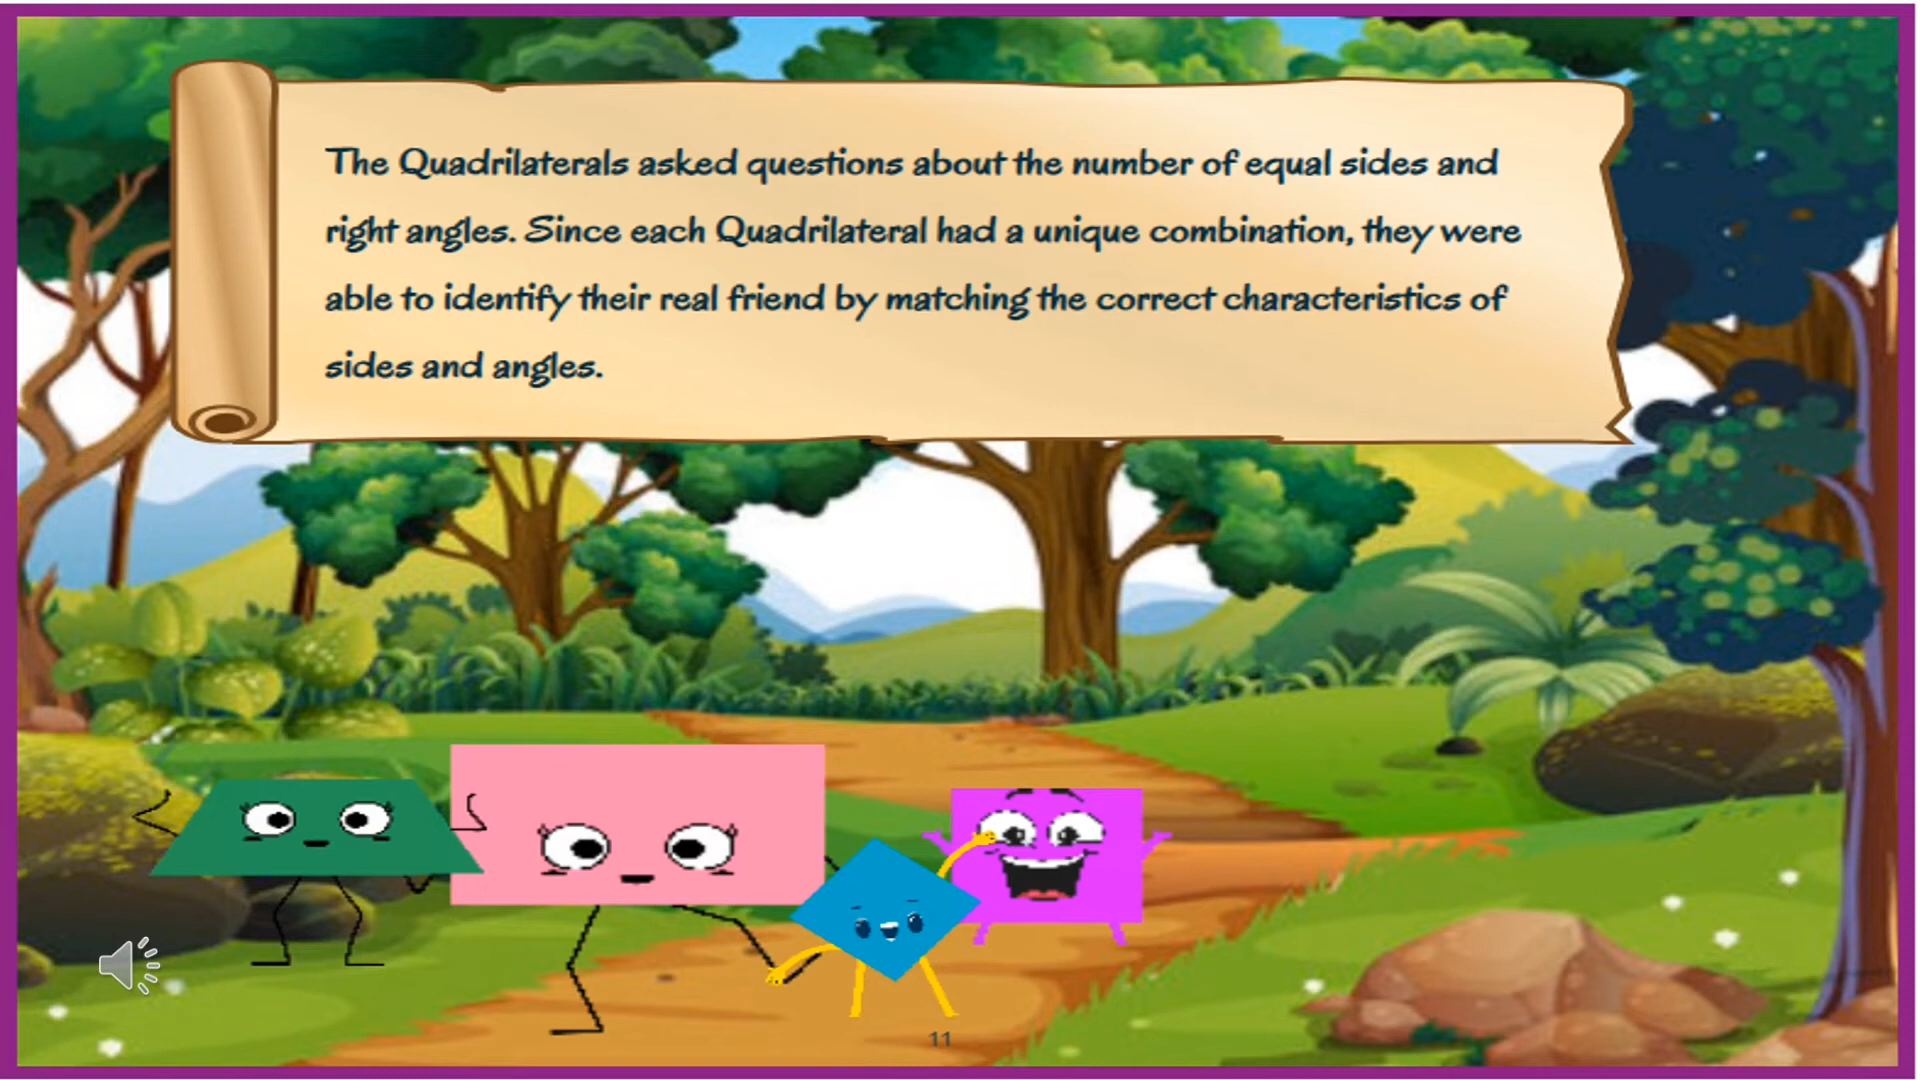 The Quadrilaterals asked questions about the number of equal sides and
right angles. Since each Quadrilateral had a unique combination, they were
able to identify their real friend by matching the correct characteristics of
sides and angles.
11